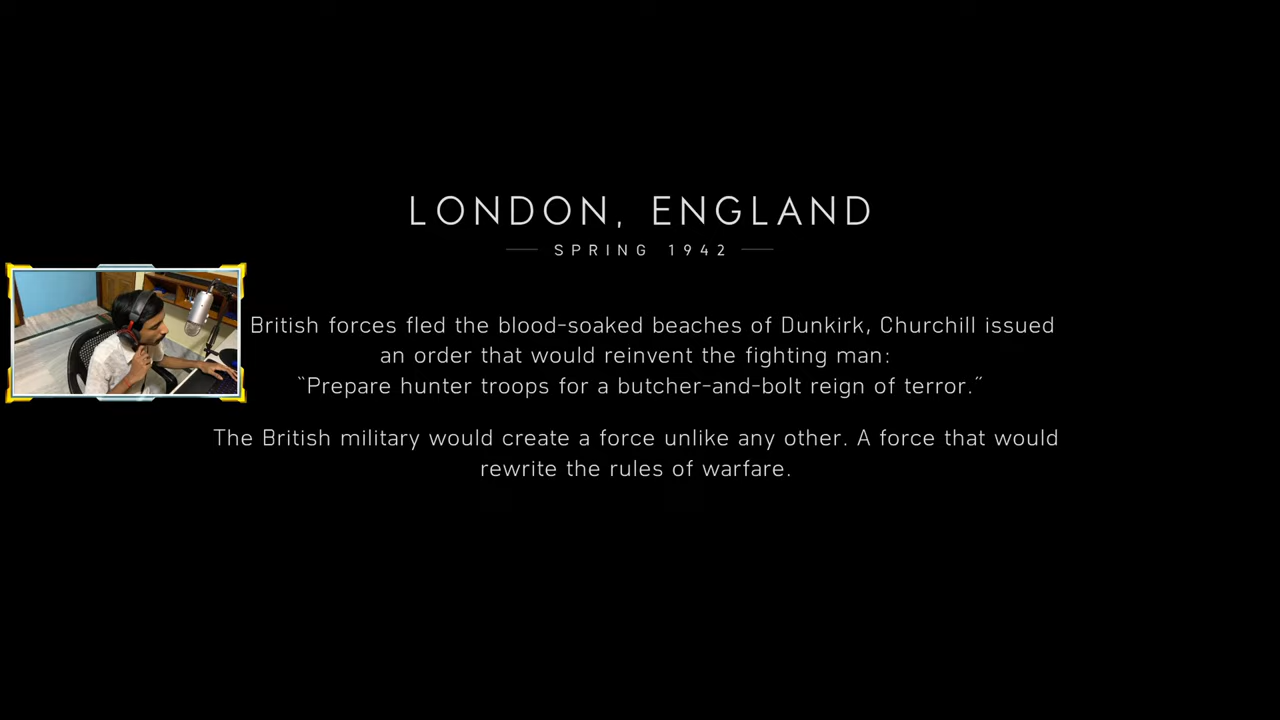 LONDON, ENGLAND
SPRING 1942
British forces fled the blood-soaked beaches of Dunkirk, Churchill issued
an order that would reinvent the fighting man:
“Prepare hunter troops for a butcher-and-bolt reign of terror.”
The British military would create a force unlike any other. A force that would
rewrite the rules of warfare.